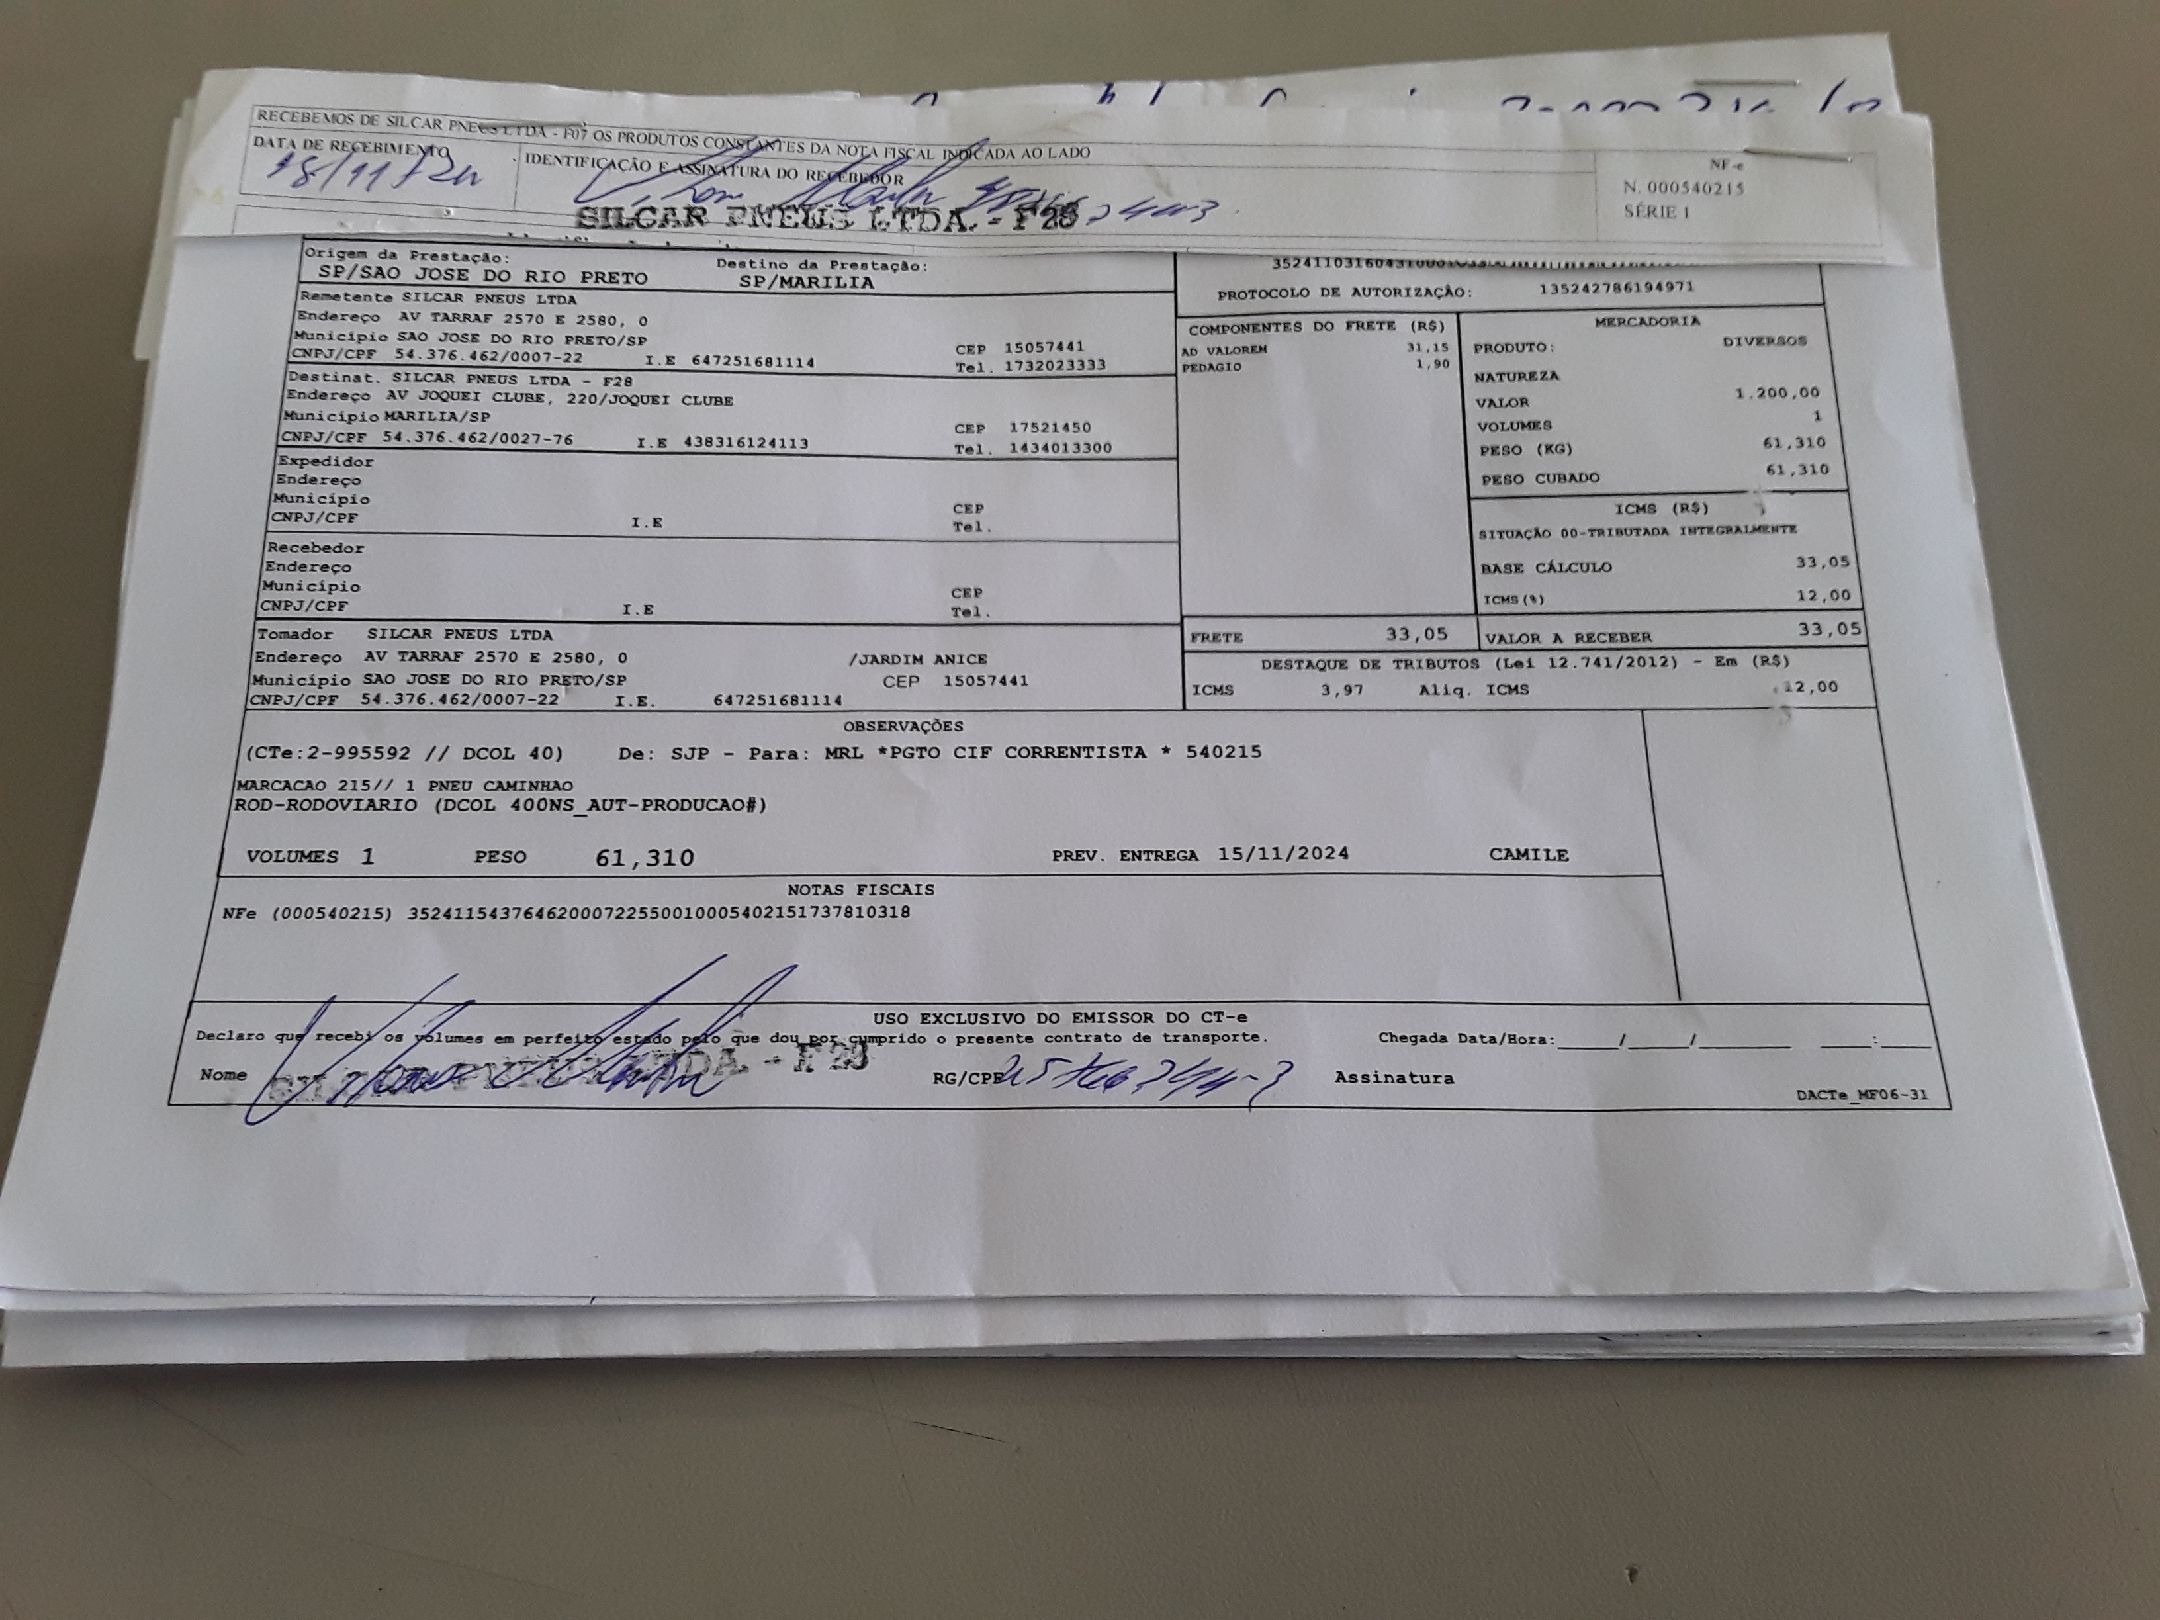 RECEBEMOS DE SILCAR PNEUS LTDA - F07 OS PRODUTOS CONSTANTES DA NOTA FISCAL INDICADA AO LADO
DATA DE RECEBIMENTO
IDENTIFICAÇÃO E ASSINATURA DO RECEBEDOR
NF-e
N. 000540215
SÉRIE 1
18/11/24
SILCAR PNEUS LTDA. - F 28
Origem da Prestação: Destino da Prestação:
SP/SAO JOSE DO RIO PRETO SP/MARILIA
PROTOCOLO DE AUTORIZAÇÃO: 135242786194971
Remetente SILCAR PNEUS LTDA
Endereço AV TARRAF 2570 E 2580, 0
Município SAO JOSE DO RIO PRETO/SP CEP 15057441
CNPJ/CPF 54.376.462/0007-22 I.E 647251681114 Tel. 1732023333
Destinat. SILCAR PNEUS LTDA - F28
Endereço AV JOQUEI CLUBE, 220/JOQUEI CLUBE
Município MARILIA/SP CEP 17521450
CNPJ/CPF 54.376.462/0027-76 I.E 438316124113 Tel. 1434013300
Expedidor
Endereço
Município CEP
CNPJ/CPF I.E Tel.
Recebedor
Endereço
Município CEP
CNPJ/CPF I.E Tel.
Tomador SILCAR PNEUS LTDA
Endereço AV TARRAF 2570 E 2580, 0 /JARDIM ANICE
Município SAO JOSE DO RIO PRETO/SP CEP 15057441
CNPJ/CPF 54.376.462/0007-22 I.E. 647251681114
COMPONENTES DO FRETE (R$)
AD VALOREM 31,15
PEDAGIO 1,90
MERCADORIA
PRODUTO: DIVERSOS
NATUREZA
VALOR 1.200,00
VOLUMES 1
PESO (KG) 61,310
PESO CUBADO 61,310
ICMS (R$)
SITUAÇÃO 00-TRIBUTADA INTEGRALMENTE
BASE CÁLCULO 33,05
ICMS(%) 12,00
FRETE 33,05 VALOR A RECEBER 33,05
DESTAQUE DE TRIBUTOS (Lei 12.741/2012) - Em (R$)
ICMS 3,97 Aliq. ICMS 12,00
OBSERVAÇÕES
(CTe:2-995592 // DCOL 40) De: SJP - Para: MRL *PGTO CIF CORRENTISTA * 540215
MARCACAO 215// 1 PNEU CAMINHAO
ROD-RODOVIARIO (DCOL 400NS_AUT-PRODUCAO#)
VOLUMES 1 PESO 61,310 PREV. ENTREGA 15/11/2024 CAMILE
NOTAS FISCAIS
NFe (000540215) 35241154376462000722550010005402151737810318
USO EXCLUSIVO DO EMISSOR DO CT-e
Declaro que recebi os volumes em perfeito estado pelo que dou por cumprido o presente contrato de transporte. Chegada Data/Hora:____/____/______ ____:____
Nome RG/CPF Assinatura
LTDA. - F 28
DACTe_MF06-31